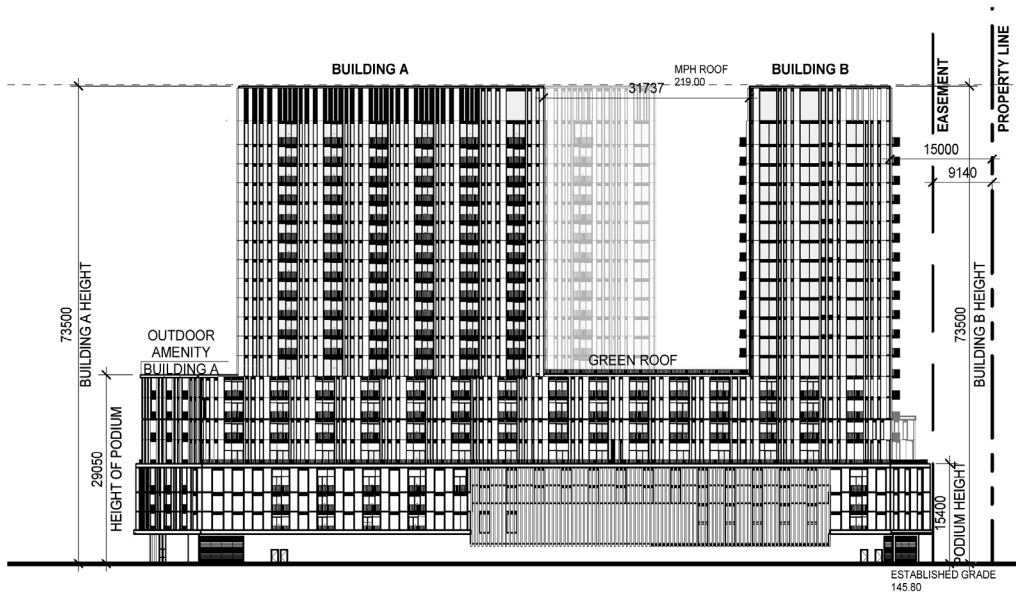 BUILDING A
MPH ROOF
219.00
BUILDING B
31737
EASEMENT
PROPERTY LINE
15000
9140
73500
BUILDING A HEIGHT
OUTDOOR
AMENITY
BUILDING A
GREEN ROOF
73500
BUILDING B HEIGHT
29050
HEIGHT OF PODIUM
15400
PODIUM HEIGHT
ESTABLISHED GRADE
145.80